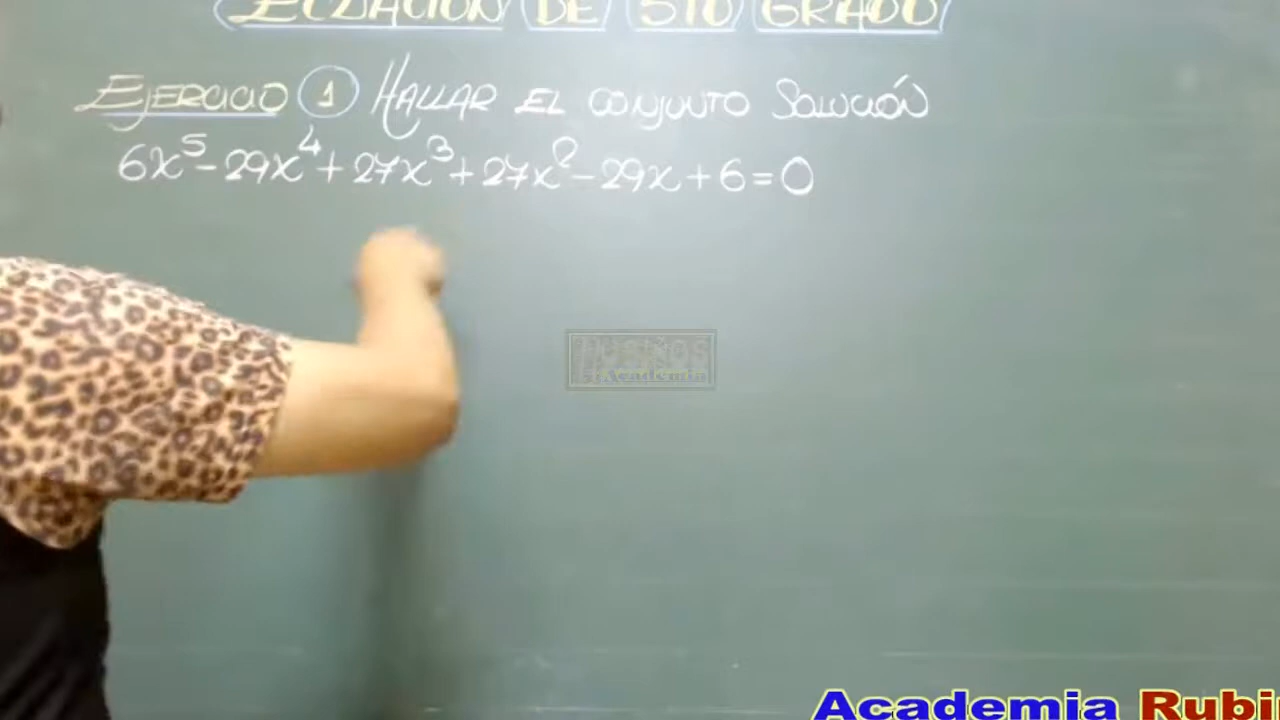 ECUACIÓN DE 5TO GRADO
EJERCICIO 1 HALLAR EL CONJUNTO SOLUCIÓN
6x⁵-29x⁴+27x³+27x²-29x+6=0
Academia Rubi